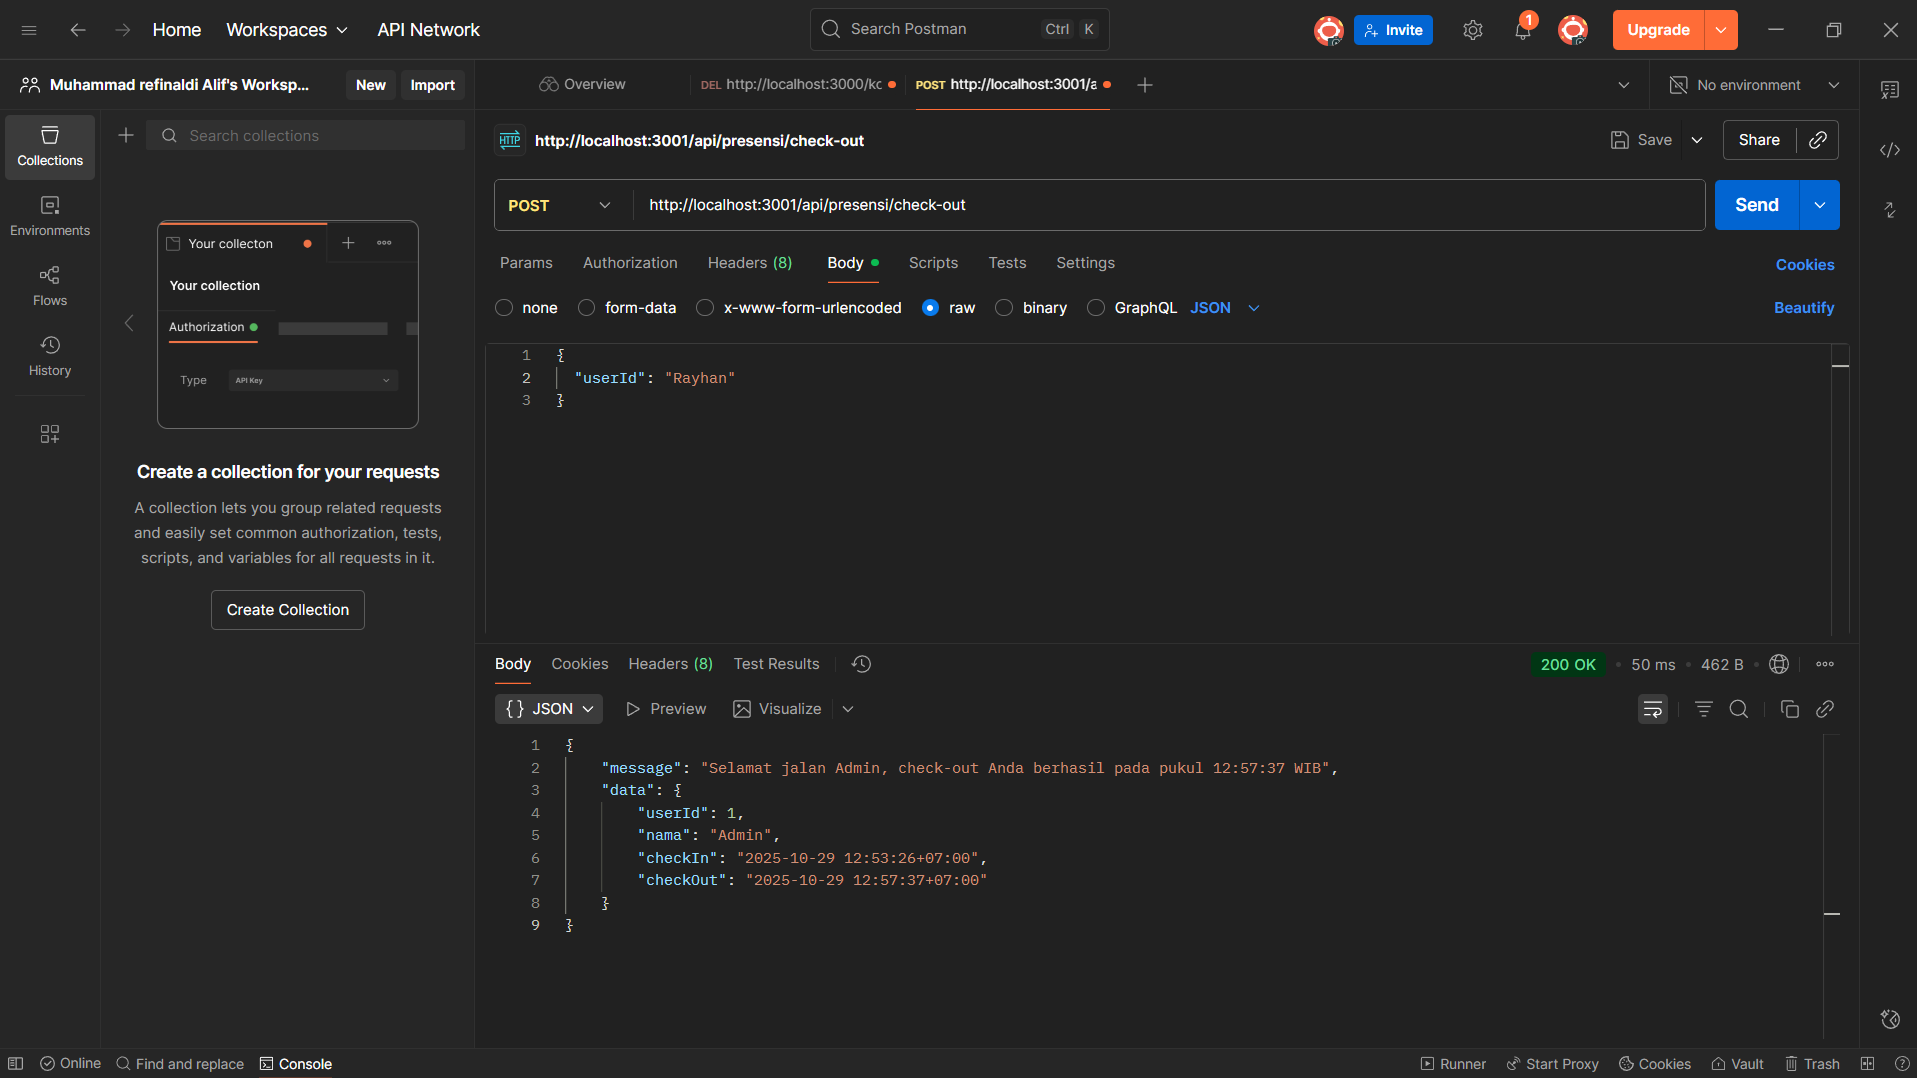 Home
Workspaces
API Network
Search Postman
Ctrl
K
Invite
1
Upgrade
Muhammad refinaldi Alif's Worksp...
New
Import
Overview
DEL http://localhost:3000/kc
POST http://localhost:3001/a
No environment
Collections
Environments
Flows
History
Search collections
Your collecton
Your collection
Authorization
Type
API Key
Create a collection for your requests
A collection lets you group related requests
and easily set common authorization, tests,
scripts, and variables for all requests in it.
Create Collection
HTTP
http://localhost:3001/api/presensi/check-out
Save
Share
POST
http://localhost:3001/api/presensi/check-out
Send
Params
Authorization
Headers (8)
Body
Scripts
Tests
Settings
Cookies
none
form-data
x-www-form-urlencoded
raw
binary
GraphQL
JSON
Beautify
1 {
2 "userId": "Rayhan"
3 }
Body
Cookies
Headers (8)
Test Results
200 OK
50 ms
462 B
{} JSON
Preview
Visualize
1 {
2 "message": "Selamat jalan Admin, check-out Anda berhasil pada pukul 12:57:37 WIB",
3 "data": {
4 "userId": 1,
5 "nama": "Admin",
6 "checkIn": "2025-10-29 12:53:26+07:00",
7 "checkOut": "2025-10-29 12:57:37+07:00"
8 }
9 }
Online
Find and replace
Console
Runner
Start Proxy
Cookies
Vault
Trash